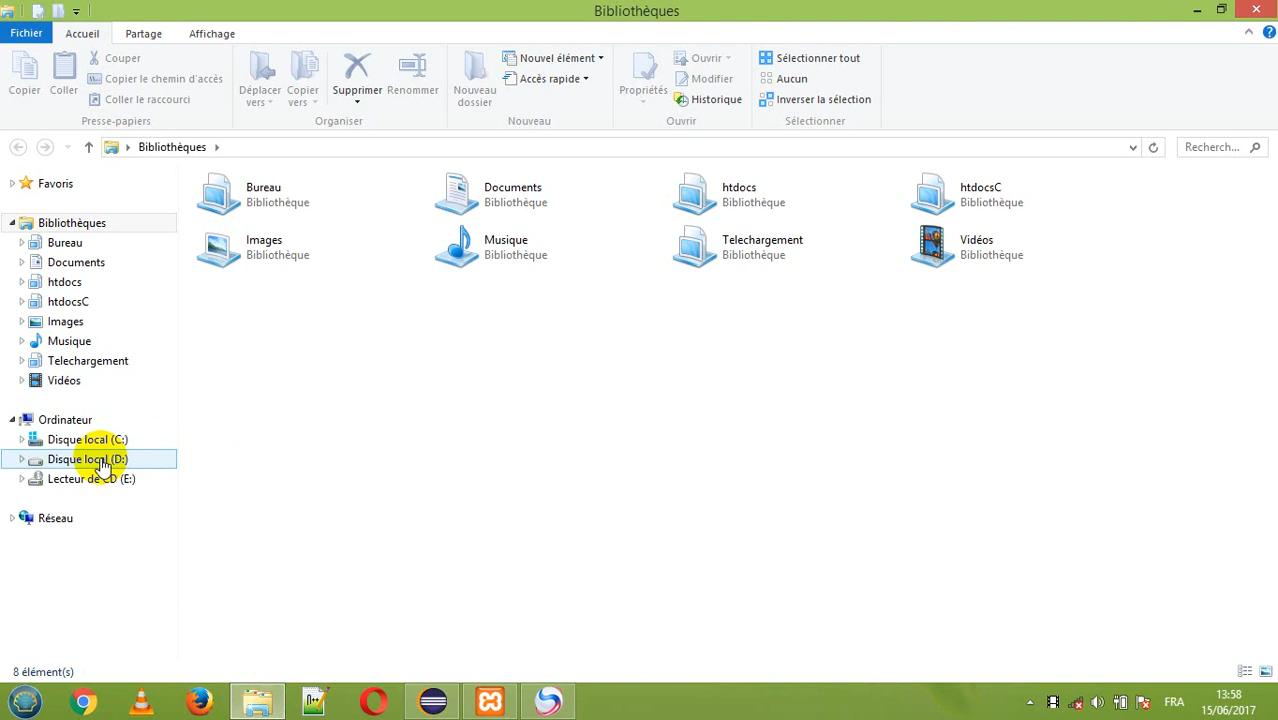 Bibliothèques
Fichier
Accueil
Partage
Affichage
Copier
Coller
Couper
Copier le chemin d'accès
Coller le raccourci
Presse-papiers
Déplacer vers
Copier vers
Supprimer
Renommer
Organiser
Nouveau dossier
Nouvel élément
Accès rapide
Nouveau
Propriétés
Ouvrir
Modifier
Historique
Ouvrir
Sélectionner tout
Aucun
Inverser la sélection
Sélectionner
Bibliothèques
Recherch...
Favoris
Bibliothèques
Bureau
Documents
htdocs
htdocsC
Images
Musique
Telechargement
Vidéos
Ordinateur
Disque local (C:)
Disque local (D:)
Lecteur de CD (E:)
Réseau
Bureau
Bibliothèque
Documents
Bibliothèque
htdocs
Bibliothèque
htdocsC
Bibliothèque
Images
Bibliothèque
Musique
Bibliothèque
Telechargement
Bibliothèque
Vidéos
Bibliothèque
8 élément(s)
FRA
13:58
15/06/2017